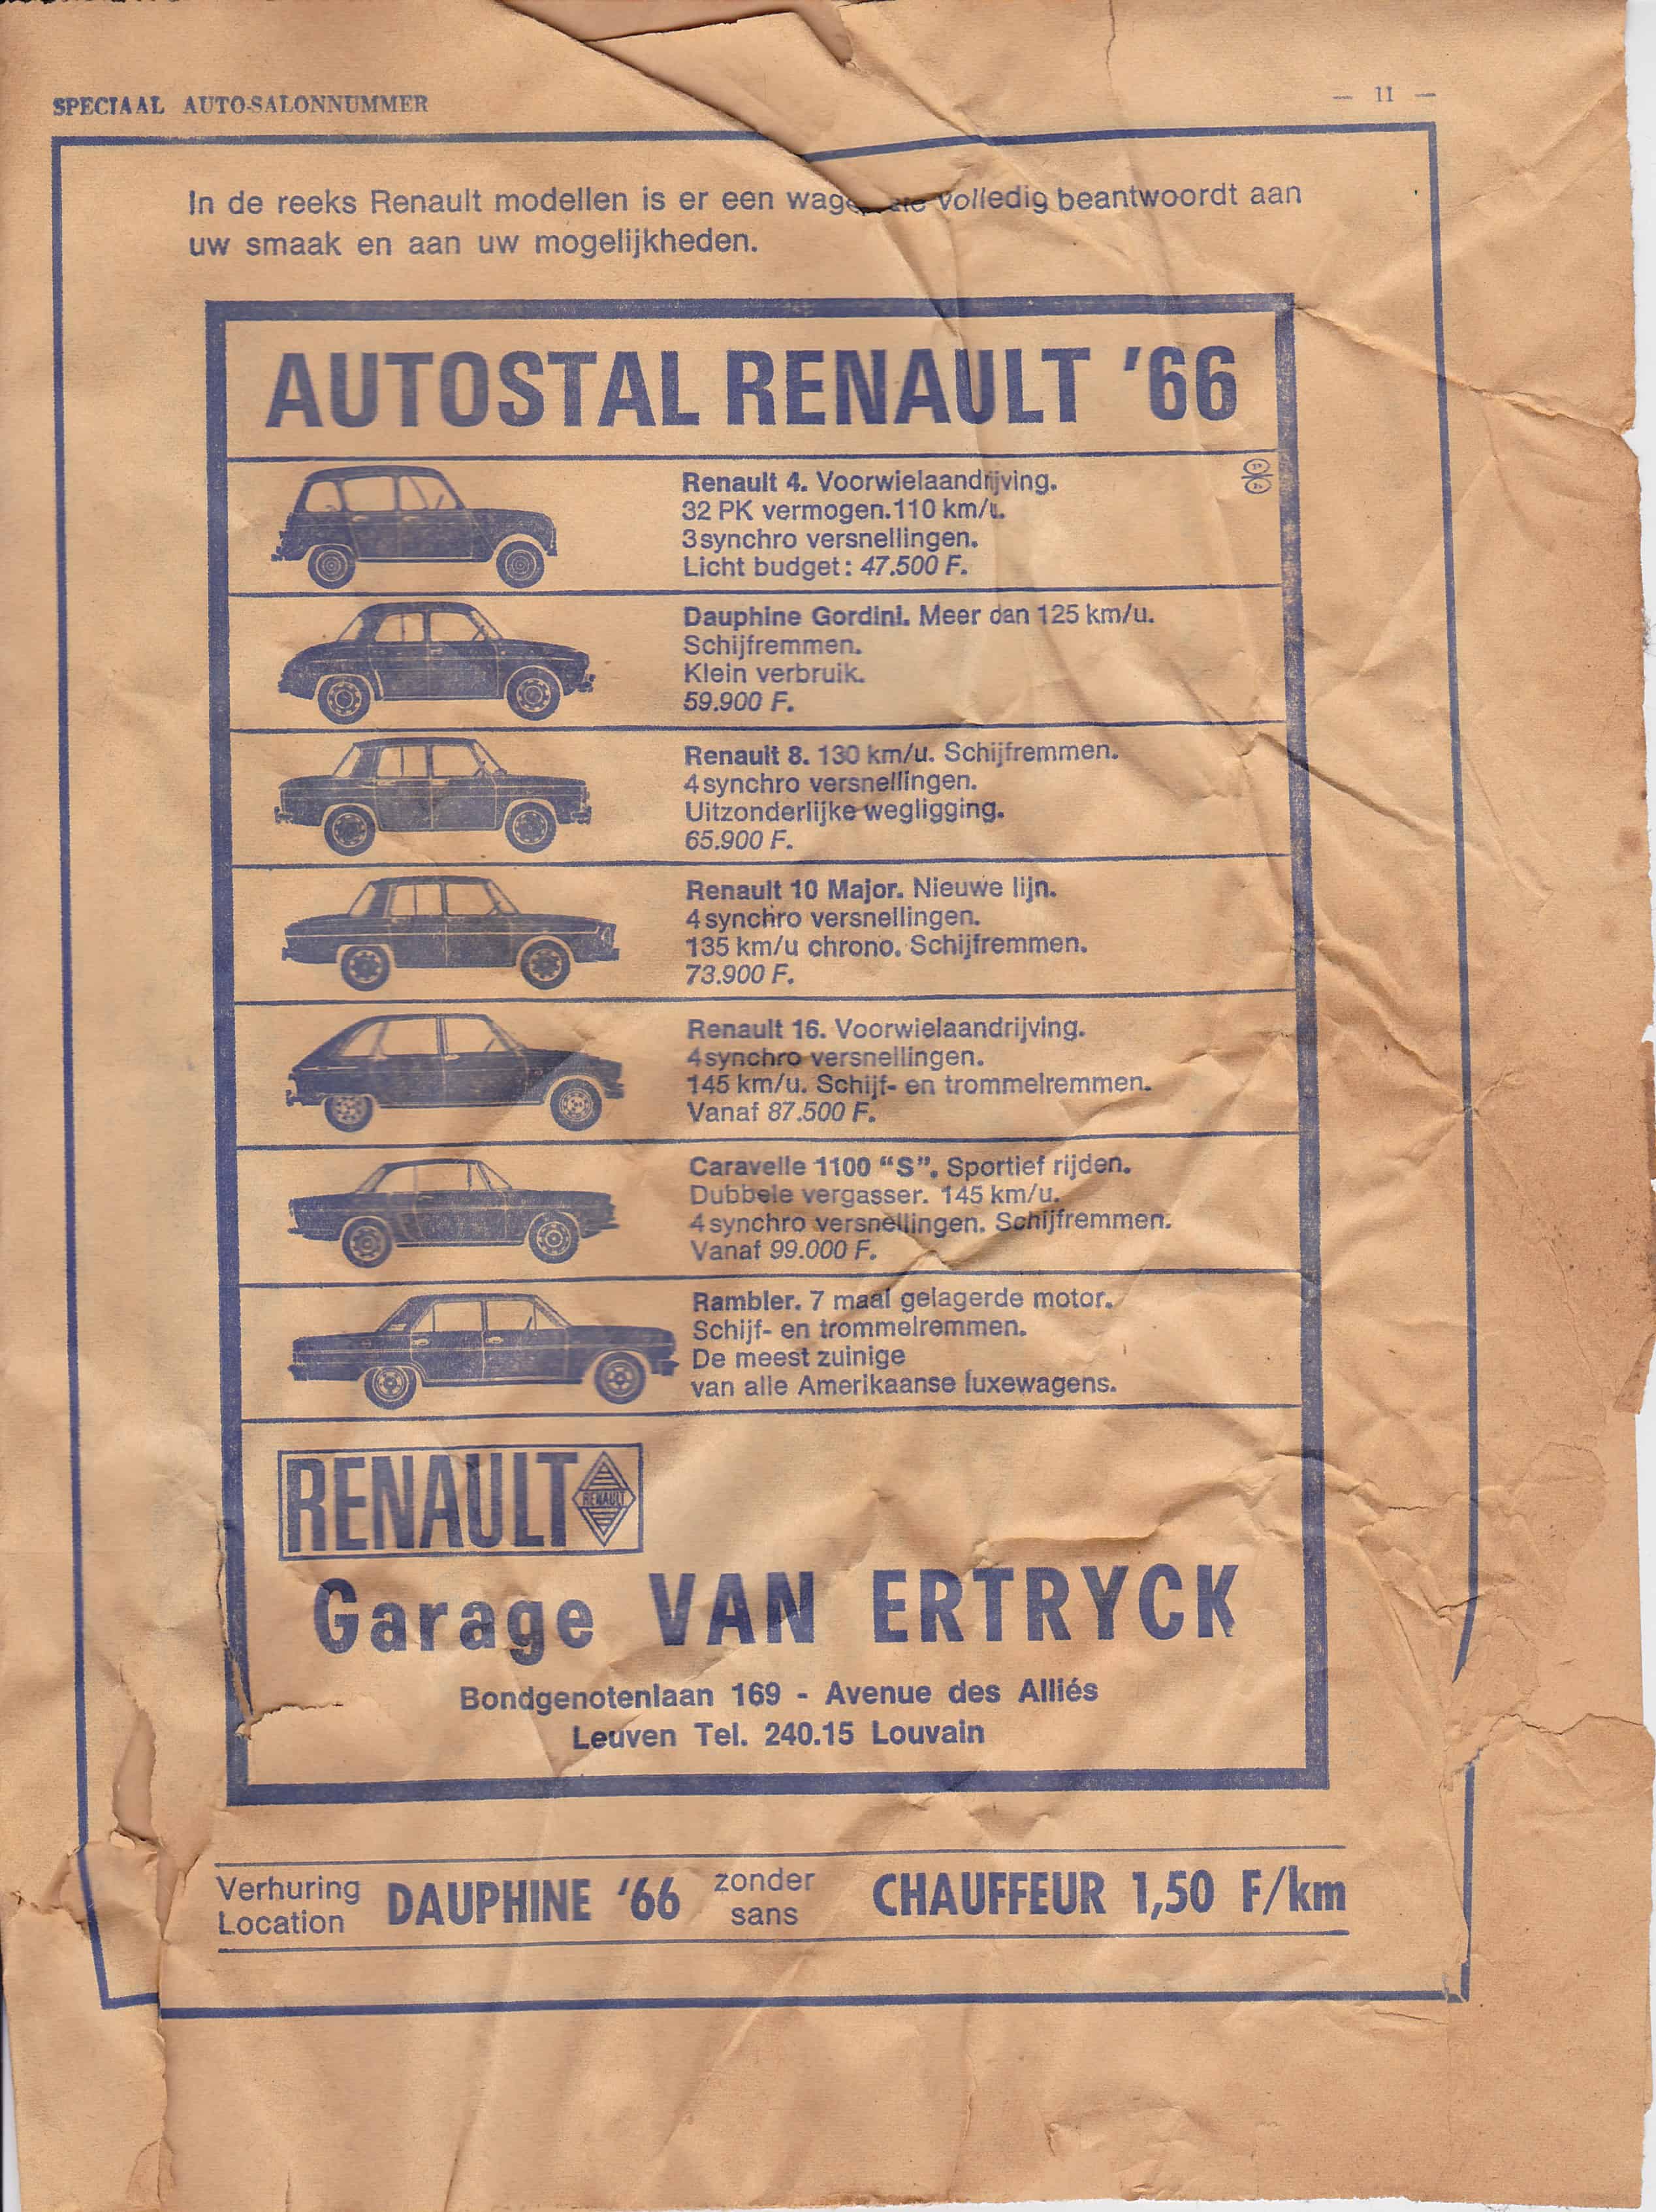 SPECIAAL AUTO-SALONNUMMER
— 11 —
In de reeks Renault modellen is er een volledig beantwoordt aan
uw smaak en aan uw mogelijkheden.
AUTOSTAL RENAULT '66
Renault 4. Voorwielaandrijving.
32 PK vermogen. 110 km/u.
3 synchro versnellingen.
Licht budget: 47.500 F.
Dauphine Gordini. Meer dan 125 km/u.
Schijfremmen.
Klein verbruik.
59.900 F.
Renault 8. 130 km/u. Schijfremmen.
4 synchro versnellingen.
Uitzonderlijke wegligging.
65.900 F.
Renault 10 Major. Nieuwe lijn.
4 synchro versnellingen.
135 km/u chrono. Schijfremmen.
73.900 F.
Renault 16. Voorwielaandrijving.
4 synchro versnellingen.
145 km/u. Schijf- en trommelremmen.
Vanaf 87.500 F.
Caravelle 1100 “S”. Sportief rijden.
Dubbele vergasser. 145 km/u.
4 synchro versnellingen. Schijfremmen.
Vanaf 99.000 F.
Rambler. 7 maal gelagerde motor.
Schijf- en trommelremmen.
De meest zuinige
van alle Amerikaanse luxewagens.
RENAULT RENAULT
Garage VAN ERTRYCK
Bondgenotenlaan 169 - Avenue des Alliés
Leuven Tel. 240.15 Louvain
Verhuring DAUPHINE '66 zonder CHAUFFEUR 1,50 F/km
Location sans